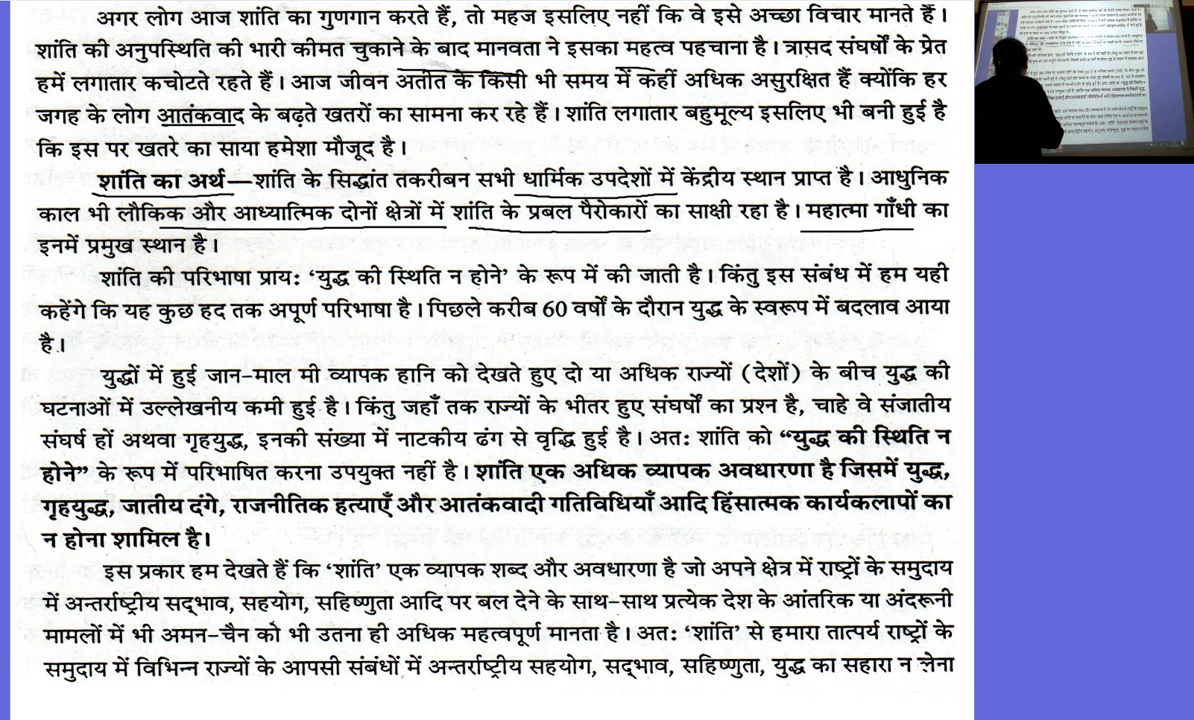 अगर लोग आज शांति का गुणगान करते हैं, तो महज इसलिए नहीं कि वे इसे अच्छा विचार मानते हैं।
शांति की अनुपस्थिति की भारी कीमत चुकाने के बाद मानवता ने इसका महत्व पहचाना है। त्रासद संघर्षों के प्रेत
हमें लगातार कचोटते रहते हैं। आज जीवन अतीत के किसी भी समय में कहीं अधिक असुरक्षित हैं क्योंकि हर
जगह के लोग आतंकवाद के बढ़ते खतरों का सामना कर रहे हैं। शांति लगातार बहुमूल्य इसलिए भी बनी हुई है
कि इस पर खतरे का साया हमेशा मौजूद है।
शांति का अर्थ—शांति के सिद्धांत तकरीबन सभी धार्मिक उपदेशों में केंद्रीय स्थान प्राप्त है। आधुनिक
काल भी लौकिक और आध्यात्मिक दोनों क्षेत्रों में शांति के प्रबल पैरोकारों का साक्षी रहा है। महात्मा गाँधी का
इनमें प्रमुख स्थान है।
शांति की परिभाषा प्राय: ‘युद्ध की स्थिति न होने’ के रूप में की जाती है। किंतु इस संबंध में हम यही
कहेंगे कि यह कुछ हद तक अपूर्ण परिभाषा है। पिछले करीब 60 वर्षों के दौरान युद्ध के स्वरूप में बदलाव आया
है।
युद्धों में हुई जान-माल मी व्यापक हानि को देखते हुए दो या अधिक राज्यों (देशों) के बीच युद्ध की
घटनाओं में उल्लेखनीय कमी हुई है। किंतु जहाँ तक राज्यों के भीतर हुए संघर्षों का प्रश्न है, चाहे वे संजातीय
संघर्ष हों अथवा गृहयुद्ध, इनकी संख्या में नाटकीय ढंग से वृद्धि हुई है। अत: शांति को “युद्ध की स्थिति न
होने” के रूप में परिभाषित करना उपयुक्त नहीं है। शांति एक अधिक व्यापक अवधारणा है जिसमें युद्ध,
गृहयुद्ध, जातीय दंगे, राजनीतिक हत्याएँ और आतंकवादी गतिविधियाँ आदि हिंसात्मक कार्यकलापों का
न होना शामिल है।
इस प्रकार हम देखते हैं कि ‘शांति’ एक व्यापक शब्द और अवधारणा है जो अपने क्षेत्र में राष्ट्रों के समुदाय
में अन्तर्राष्ट्रीय सद्भाव, सहयोग, सहिष्णुता आदि पर बल देने के साथ-साथ प्रत्येक देश के आंतरिक या अंदरूनी
मामलों में भी अमन-चैन को भी उतना ही अधिक महत्वपूर्ण मानता है। अत: ‘शांति’ से हमारा तात्पर्य राष्ट्रों के
समुदाय में विभिन्न राज्यों के आपसी संबंधों में अन्तर्राष्ट्रीय सहयोग, सद्भाव, सहिष्णुता, युद्ध का सहारा न लेना